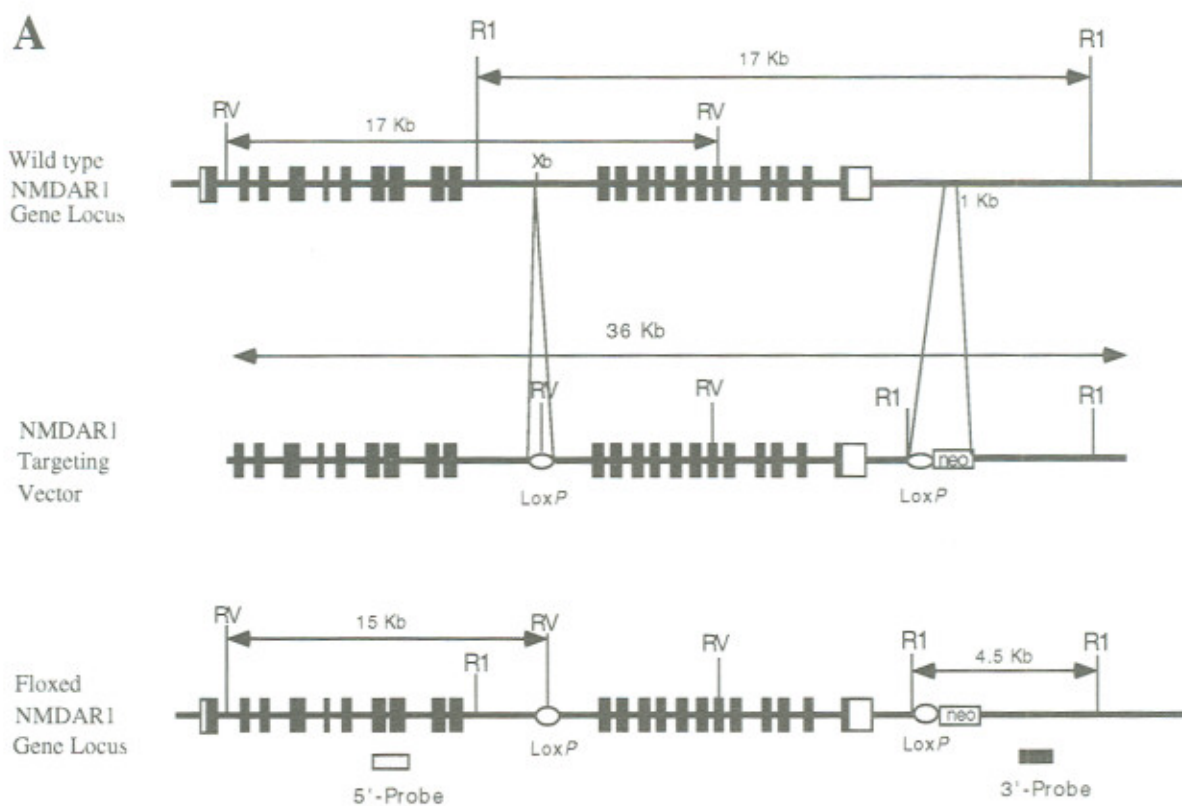 A
R1
R1
17 Kb
RV
RV
17 Kb
Xb
Wild type
NMDAR1
Gene Locus
1 Kb
36 Kb
RV
RV
R1
R1
NMDAR1
Targeting
Vector
neo
LoxP
LoxP
RV
15 Kb
RV
RV
R1
R1
R1
4.5 Kb
Floxed
NMDAR1
Gene Locus
neo
LoxP
LoxP
5'-Probe
3'-Probe